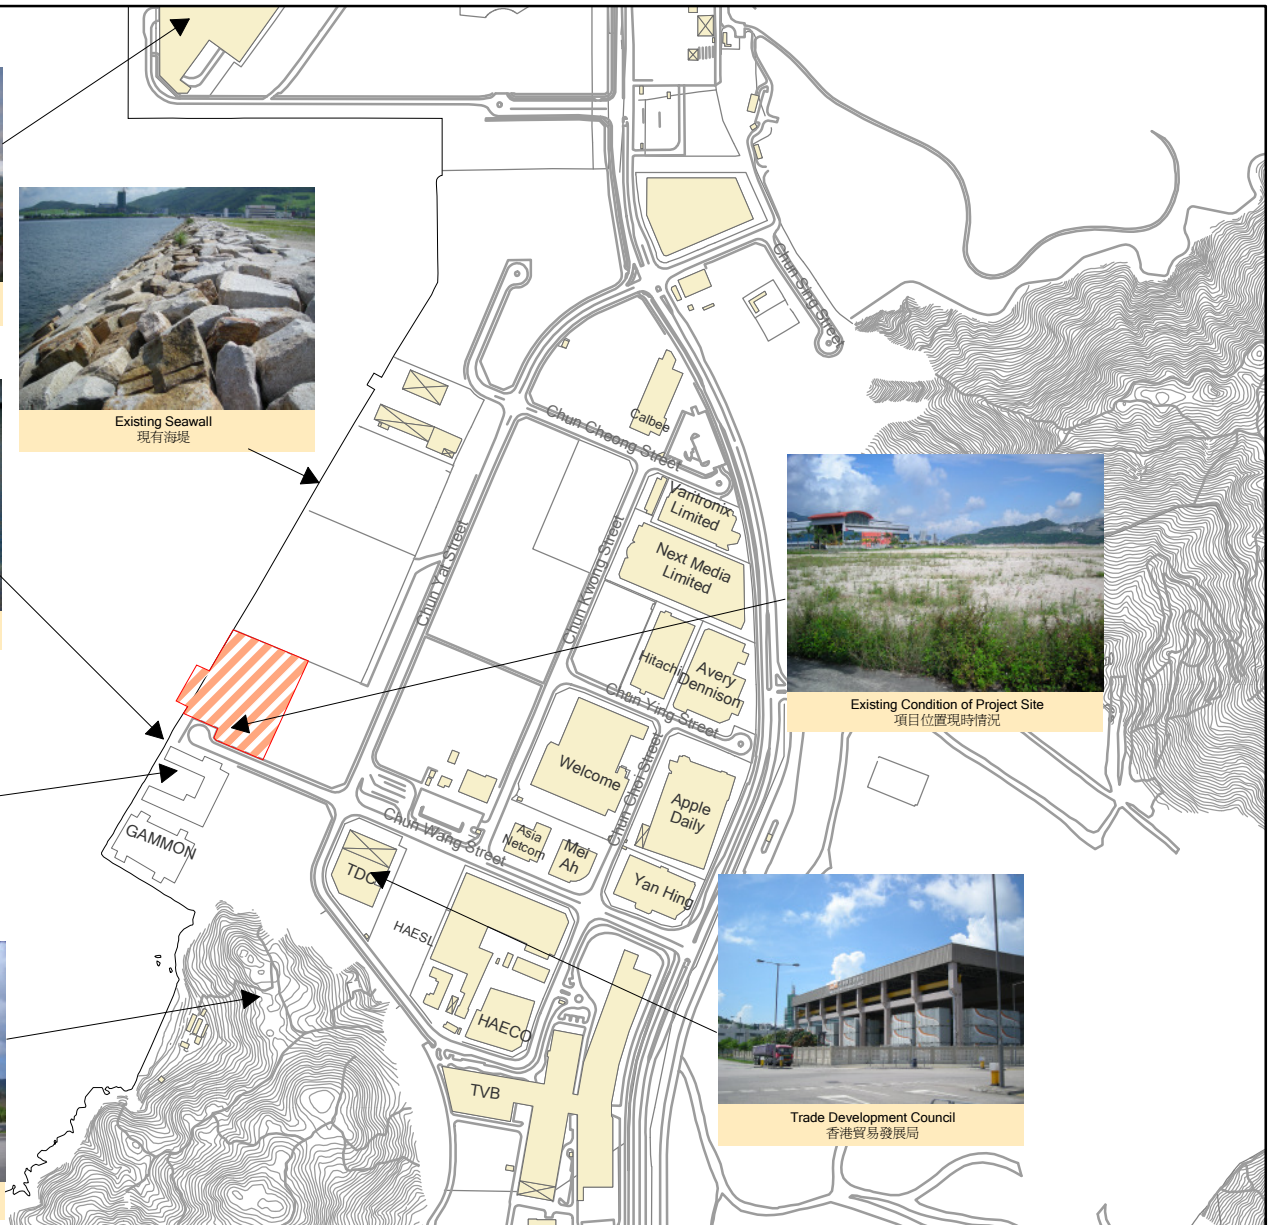 Chun Sing Street
Existing Seawall
現有海堤
Calbee
Chun Cheong Street
Vantronix
Limited
Next Media
Limited
Chun Yat Street
Chun Kwong Street
Hitachi
Avery
Dennison
Chun Ying Street
Existing Condition of Project Site
項目位置現時情況
Welcome
Chun Choi Street
Apple
Daily
Chun Wang Street
Asia
Netcom
Mei
Ah
GAMMON
TDC
Yan Hing
HAESL
HAECO
TVB
Trade Development Council
香港貿易發展局